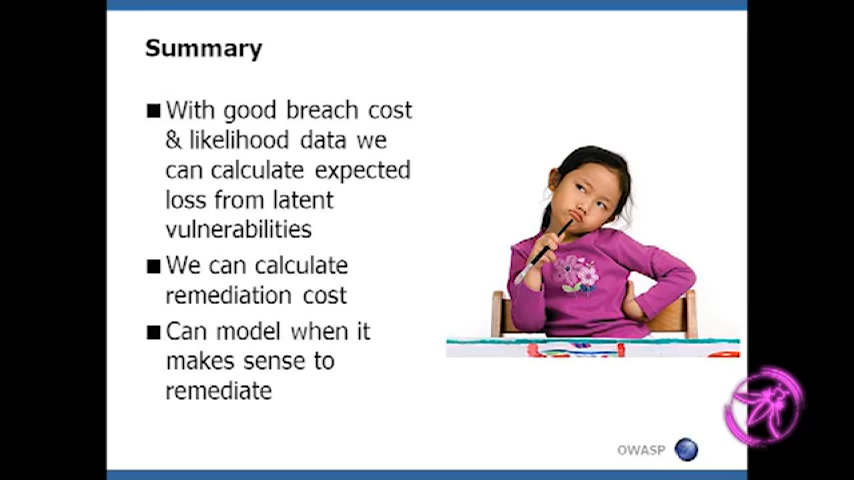 Summary
With good breach cost
& likelihood data we
can calculate expected
loss from latent
vulnerabilities
We can calculate
remediation cost
Can model when it
makes sense to
remediate
OWASP